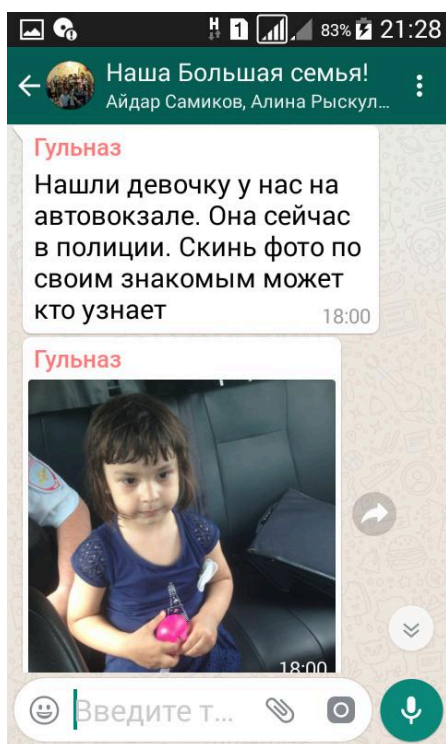 1 83% 21:28
Наша Большая семья!
Айдар Самиков, Алина Рыскул...
Гульназ
Нашли девочку у нас на
автовокзале. Она сейчас
в полиции. Скинь фото по
своим знакомым может
кто узнает
18:00
Гульназ
18:00
Введите т...